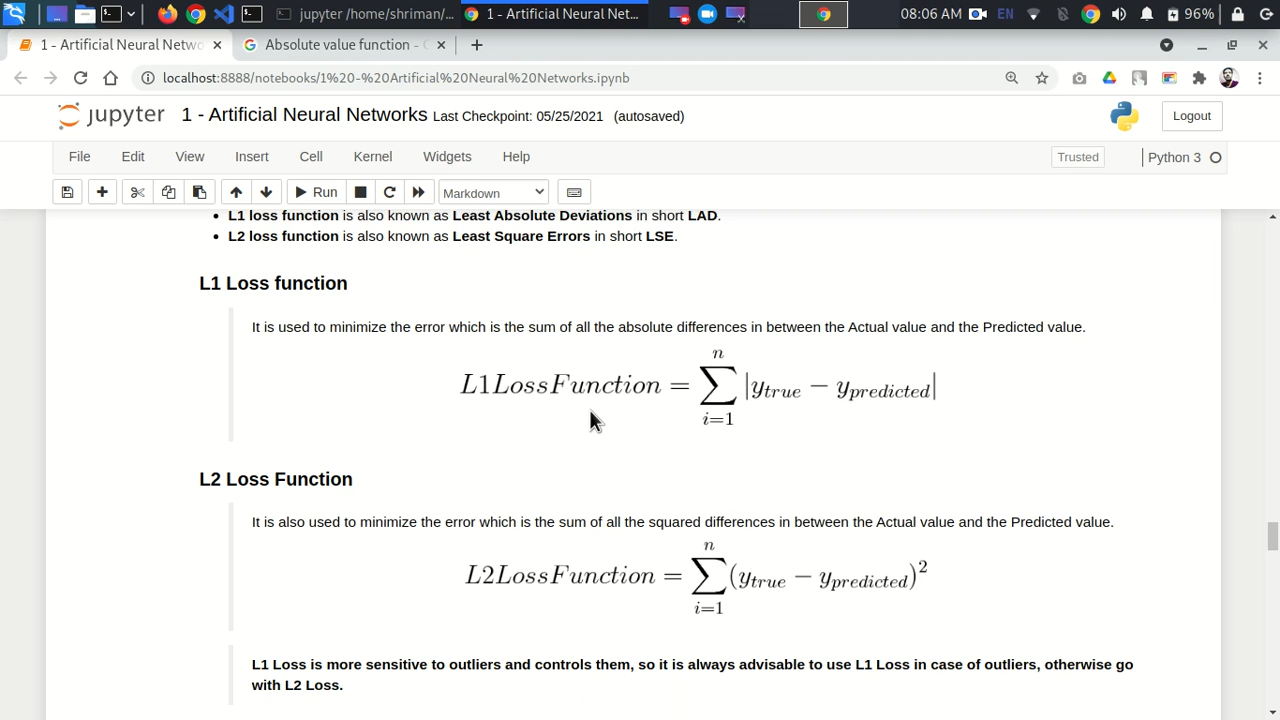 jupyter /home/shriman/... 1 - Artificial Neural Net... 08:06 AM EN 96%
1 - Artificial Neural Netwo Absolute value function -
localhost:8888/notebooks/1%20-%20Artificial%20Neural%20Networks.ipynb
jupyter 1 - Artificial Neural Networks Last Checkpoint: 05/25/2021 (autosaved) Logout
File Edit View Insert Cell Kernel Widgets Help Trusted Python 3
Run Markdown
• L1 loss function is also known as Least Absolute Deviations in short LAD.
• L2 loss function is also known as Least Square Errors in short LSE.
L1 Loss function
It is used to minimize the error which is the sum of all the absolute differences in between the Actual value and the Predicted value.
L1LossFunction = ∑_{i=1}^{n} |y_{true} − y_{predicted}|
L2 Loss Function
It is also used to minimize the error which is the sum of all the squared differences in between the Actual value and the Predicted value.
L2LossFunction = ∑_{i=1}^{n} (y_{true} − y_{predicted})^2
L1 Loss is more sensitive to outliers and controls them, so it is always advisable to use L1 Loss in case of outliers, otherwise go
with L2 Loss.